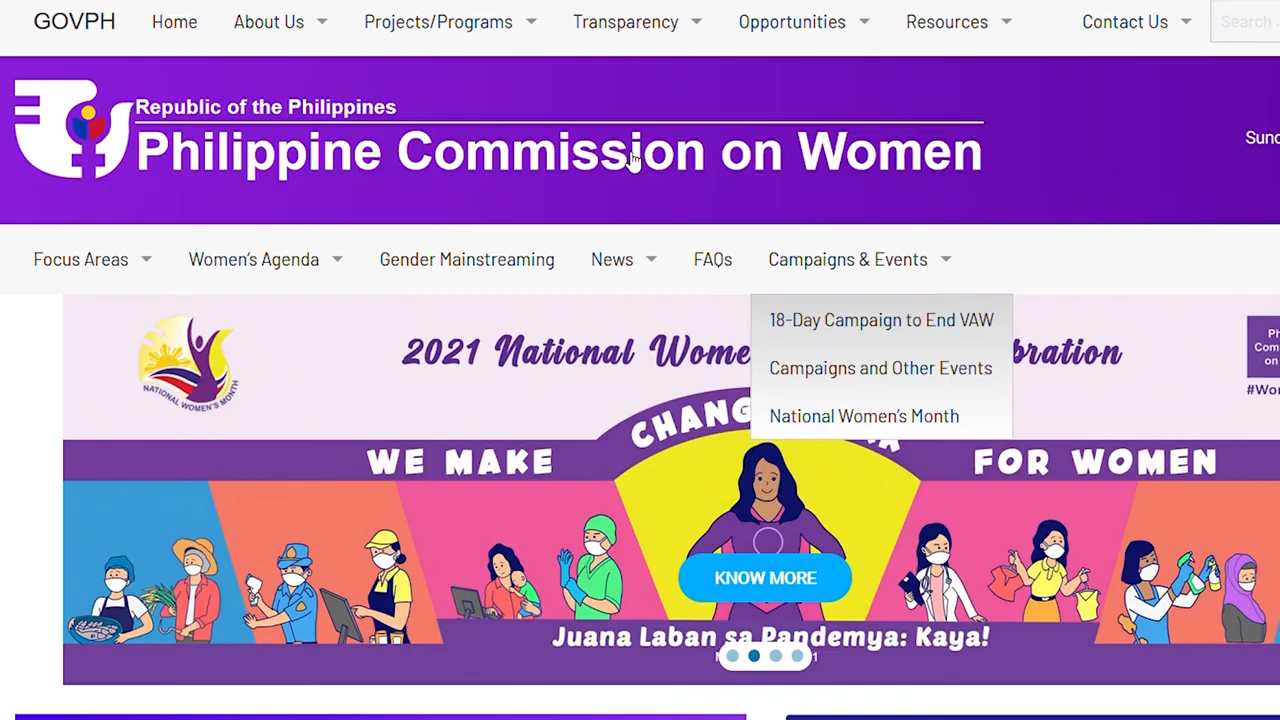 GOVPH Home About Us Projects/Programs Transparency Opportunities Resources Contact Us Search
Republic of the Philippines
Philippine Commission on Women
Focus Areas Women's Agenda Gender Mainstreaming News FAQs Campaigns & Events
18-Day Campaign to End VAW
Campaigns and Other Events
National Women's Month
NATIONAL WOMEN'S MONTH
2021 National
WE MAKE
FOR WOMEN
KNOW MORE
Juana Laban sa Pandemya: Kaya!